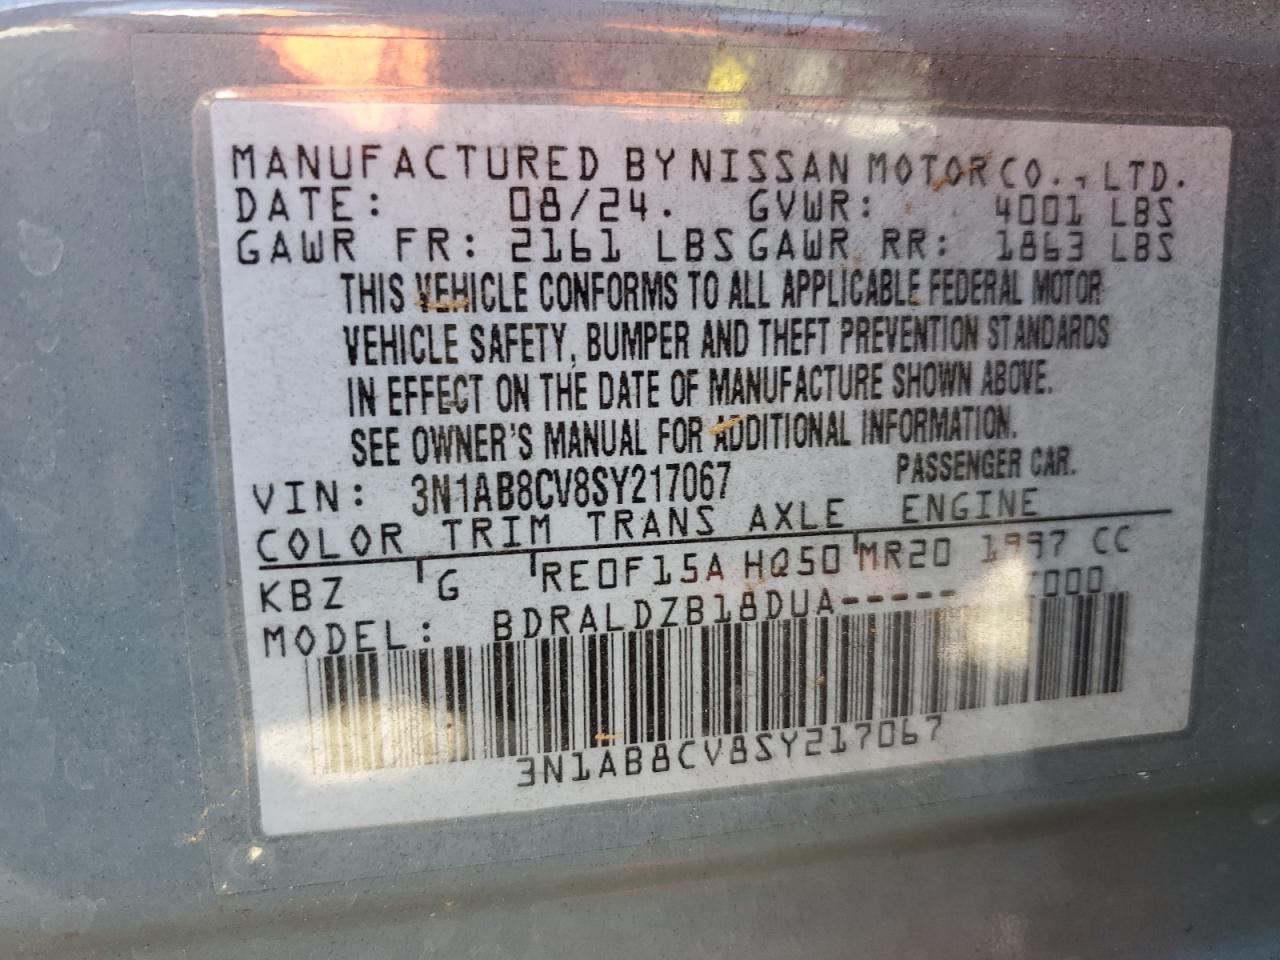 MANUFACTURED BY NISSAN MOTOR CO., LTD.
DATE: 08/24. GVWR: 4001 LBS
GAWR FR: 2161 LBS GAWR RR: 1863 LBS
THIS VEHICLE CONFORMS TO ALL APPLICABLE FEDERAL MOTOR
VEHICLE SAFETY, BUMPER AND THEFT PREVENTION STANDARDS
IN EFFECT ON THE DATE OF MANUFACTURE SHOWN ABOVE.
SEE OWNER'S MANUAL FOR ADDITIONAL INFORMATION.
VIN: 3N1AB8CV8SY217067 PASSENGER CAR.
COLOR TRIM TRANS AXLE ENGINE
KBZ G RE0F15A HQ50 MR20 1997 CC
MODEL: BDRALDZB18DUA-----
3N1AB8CV8SY217067